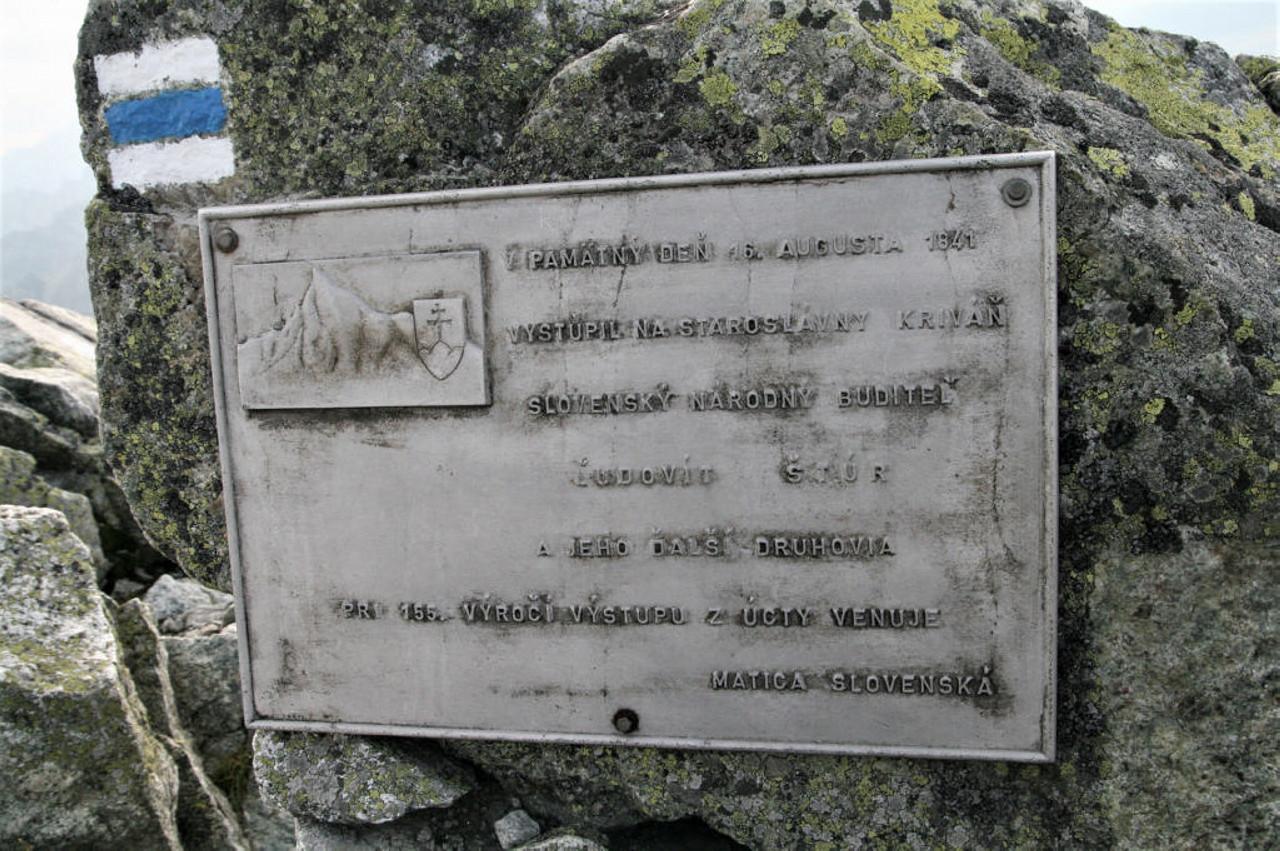 V PAMÄTNÝ DEŇ 16. AUGUSTA 1841
VYSTÚPIL NA STAROSLÁVNY KRIVÁŇ
SLOVENSKÝ NÁRODNÝ BUDITEĽ
ĽUDOVÍT ŠTÚR
A JEHO ĎALŠÍ DRUHOVIA
PRI 155. VÝROČÍ VÝSTUPU Z ÚCTY VENUJE
MATICA SLOVENSKÁ